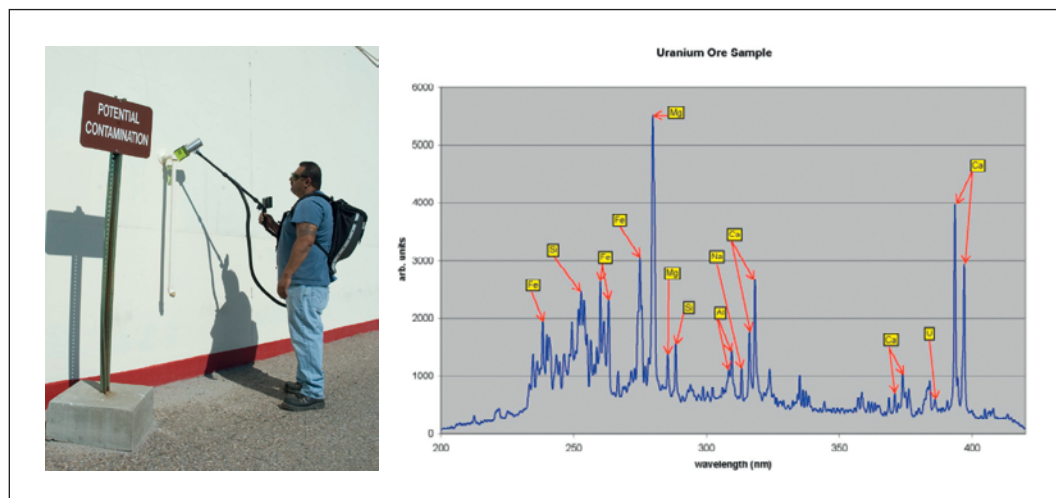 POTENTIAL
CONTAMINATION
Uranium Ore Sample
6000
5000
4000
3000
2000
1000
0
arb. units
200
250
300
350
400
wavelength (nm)
Fe
Si
Fe
Fe
Mg
Mg
Si
Na
Al
Ca
Ca
U
Ca